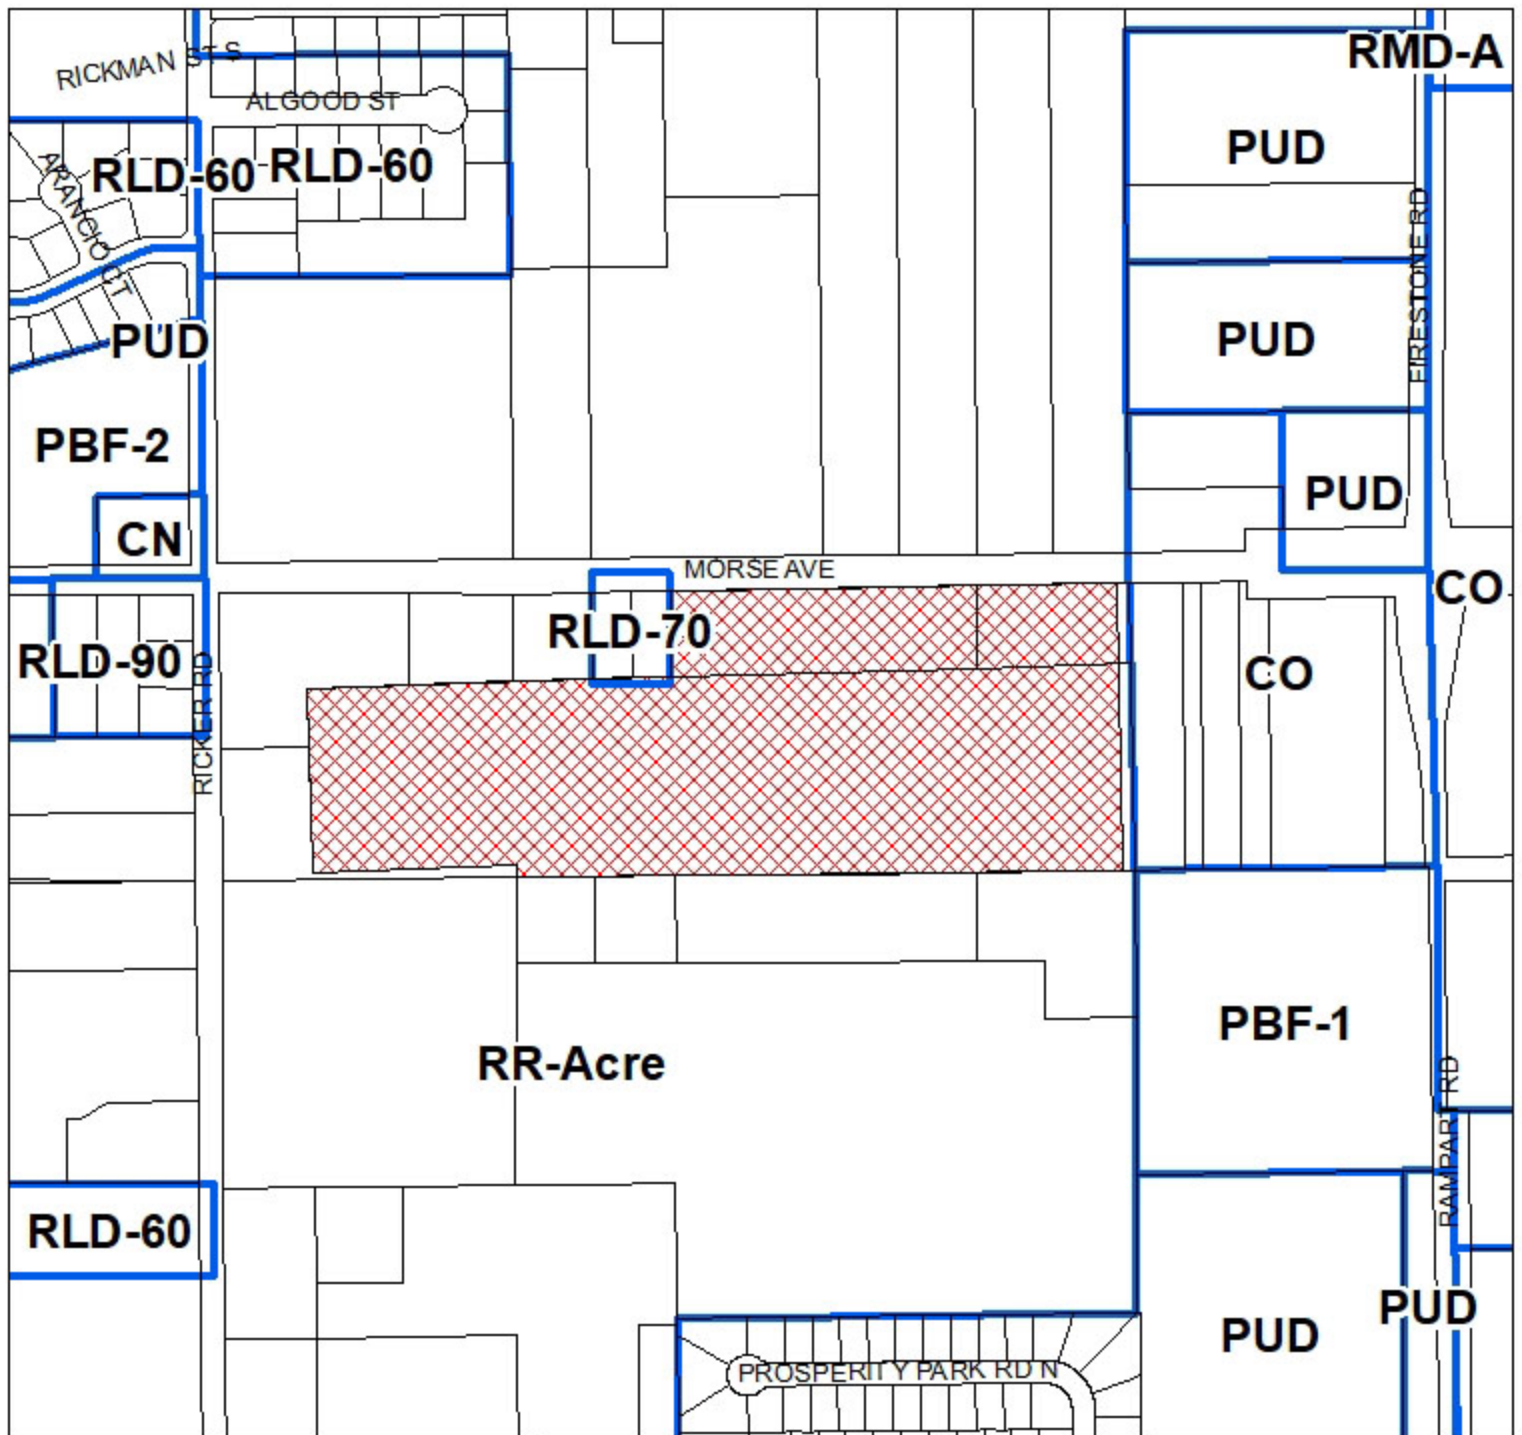 RMD-A
RICKMAN ST S
ALGOOD ST
PUD
RLD-60
RLD-60
ARANCIO CT
FIRESTONE RD
PUD
PUD
PBF-2
PUD
CN
MORSE AVE
CO
RLD-70
RLD-90
CO
RICKER RD
PBF-1
RR-Acre
RAMPART RD
RLD-60
PUD
PUD
PROSPERITY PARK RD N